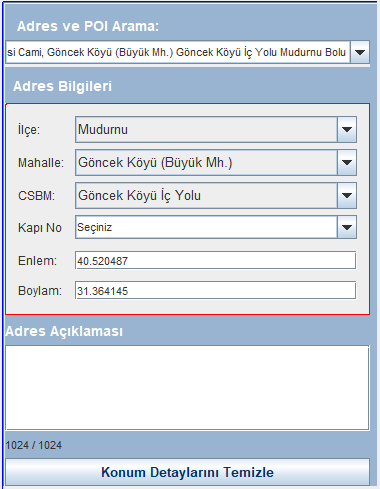 Adres ve POI Arama:
si Cami, Göncek Köyü (Büyük Mh.) Göncek Köyü İç Yolu Mudurnu Bolu
Adres Bilgileri
İlçe: Mudurnu
Mahalle: Göncek Köyü (Büyük Mh.)
CSBM: Göncek Köyü İç Yolu
Kapı No Seçiniz
Enlem: 40.520487
Boylam: 31.364145
Adres Açıklaması
1024 / 1024
Konum Detaylarını Temizle